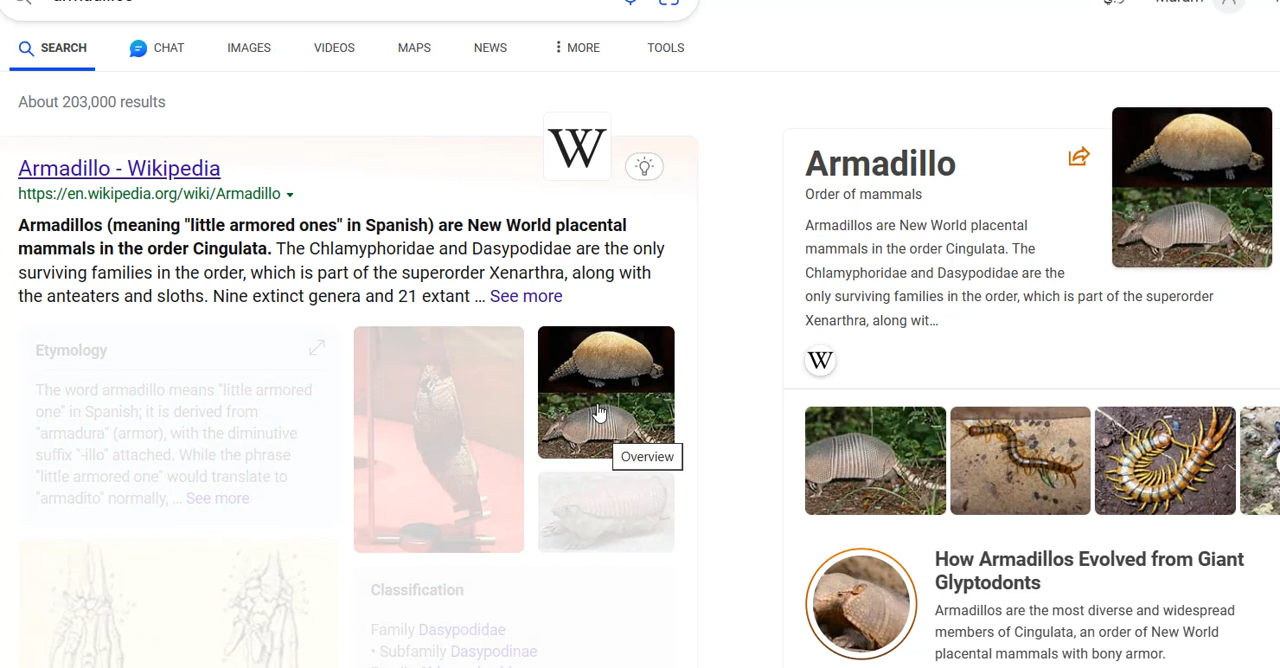 SEARCH
CHAT
IMAGES
VIDEOS
MAPS
NEWS
MORE
TOOLS
About 203,000 results
W
Armadillo - Wikipedia
https://en.wikipedia.org/wiki/Armadillo
Armadillos (meaning "little armored ones" in Spanish) are New World placental
mammals in the order Cingulata. The Chlamyphoridae and Dasypodidae are the only
surviving families in the order, which is part of the superorder Xenarthra, along with
the anteaters and sloths. Nine extinct genera and 21 extant ... See more
Etymology
The word armadillo means "little armored
one" in Spanish; it is derived from
"armadura" (armor), with the diminutive
suffix "-illo" attached. While the phrase
"little armored one" would translate to
"armadito" normally, ... See more
Overview
Classification
Family Dasypodidae
• Subfamily Dasypodinae
Armadillo
Order of mammals
Armadillos are New World placental
mammals in the order Cingulata. The
Chlamyphoridae and Dasypodidae are the
only surviving families in the order, which is part of the superorder
Xenarthra, along wit...
W
How Armadillos Evolved from Giant
Glyptodonts
Armadillos are the most diverse and widespread
members of Cingulata, an order of New World
placental mammals with bony armor.